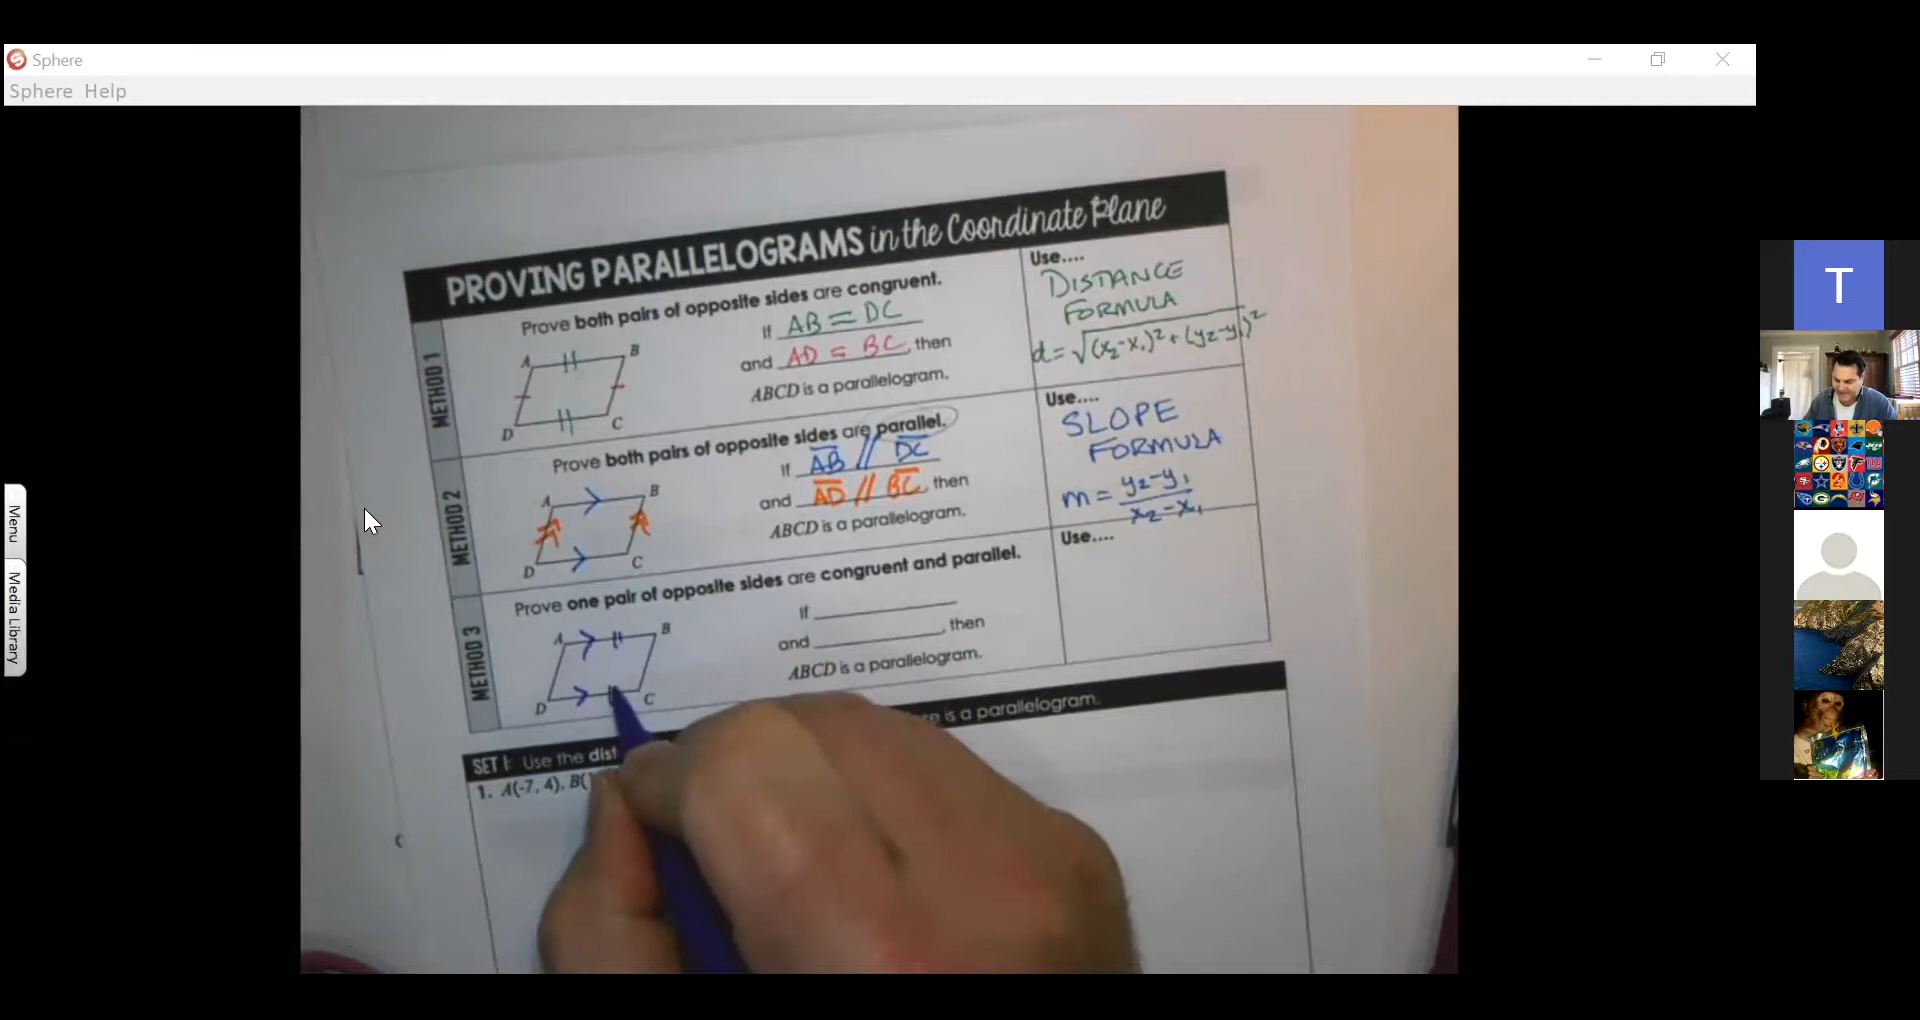 Sphere
Sphere Help
PROVING PARALLELOGRAMS in the Coordinate Plane
METHOD 1
Prove both pairs of opposite sides are congruent.
A
B
C
D
If AB = DC
and AD = BC, then
ABCD is a parallelogram.
Use....
DISTANCE
FORMULA
d = √(x₂-x₁)² + (y₂-y₁)²
METHOD 2
Prove both pairs of opposite sides are parallel.
A
B
C
D
If AB // DC
and AD // BC, then
ABCD is a parallelogram.
Use....
SLOPE
FORMULA
m = y₂-y₁
x₂-x₁
METHOD 3
Prove one pair of opposite sides are congruent and parallel.
A
B
C
D
If
and , then
ABCD is a parallelogram.
Use....
SET I: Use the dist is a parallelogram.
1. A(-7, 4), B(
Menu
Media Library
T